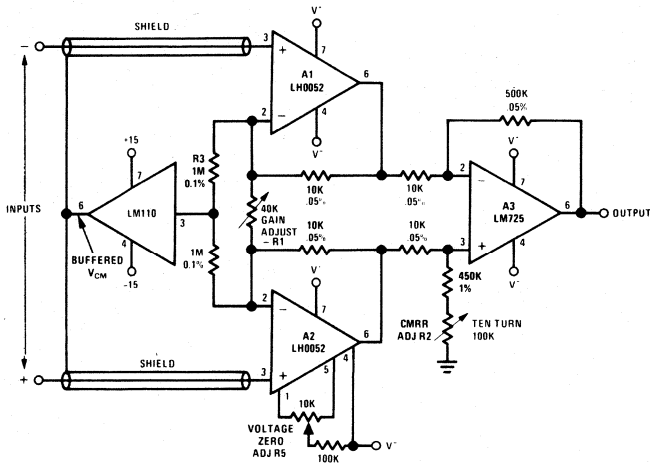 SHIELD
V-
3
7
A1
LH0052
6
2
4
V-
+15
7
6
LM110
3
4
-15
BUFFERED
VCM
INPUTS
R3
1M
0.1%
1M
0.1%
40K
GAIN
ADJUST
– R1
10K
.05%
10K
.05%
10K
.05%
10K
.05%
500K
.05%
V-
2
7
A3
LM725
6
OUTPUT
3
4
V-
450K
1%
CMRR
ADJ R2
TEN TURN
100K
V-
2
7
A2
LH0052
6
3
4
5
1
SHIELD
10K
VOLTAGE
ZERO
ADJ R5
100K
V-